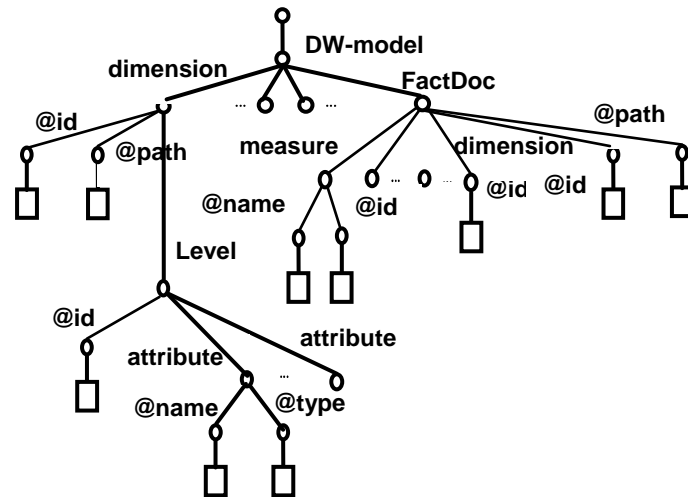 DW-model
dimension
FactDoc
... ...
@id
@path
measure
dimension
@path
... ...
@name
@id
@id
@id
Level
@id
attribute
attribute
...
@name
@type